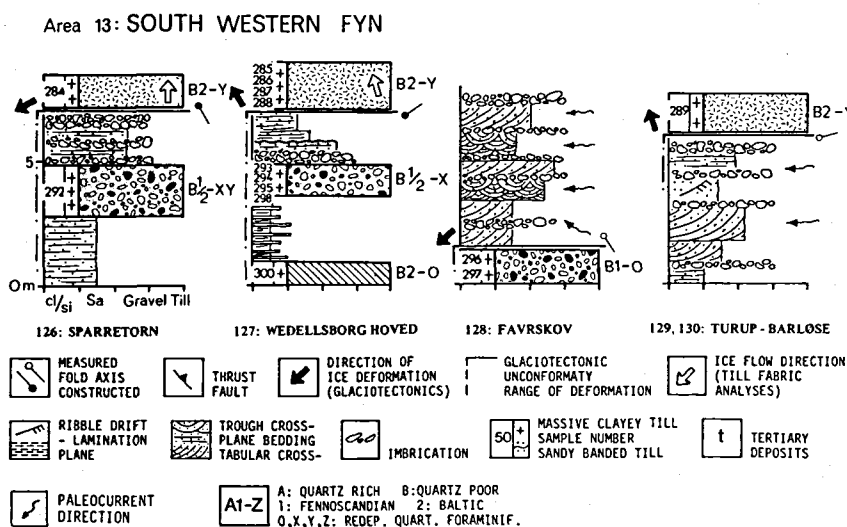 Area 13: SOUTH WESTERN FYN
284 +
B2-Y
292 +
B½-XY
5
0m
cl/si Sa Gravel Till
126: SPARRETORN
285 +
286 +
297 +
288 +
B2-Y
295
298
B½-X
300 +
B2-O
127: WEDELLSBORG HOVED
296 +
297 +
B1-O
128: FAVRSKOV
289 +
B2-Y
129, 130: TURUP - BARLØSE
MEASURED
FOLD AXIS
CONSTRUCTED
THRUST
FAULT
DIRECTION OF
ICE DEFORMATION
(GLACIOTECTONICS)
GLACIOTECTONIC
UNCONFORMATY
RANGE OF DEFORMATION
ICE FLOW DIRECTION
(TILL FABRIC
ANALYSES)
RIBBLE DRIFT
- LAMINATION
PLANE
TROUGH CROSS-
PLANE BEDDING
TABULAR CROSS-
IMBRICATION
50 +
MASSIVE CLAYEY TILL
SAMPLE NUMBER
SANDY BANDED TILL
t
TERTIARY
DEPOSITS
PALEOCURRENT
DIRECTION
A1-Z
A: QUARTZ RICH B:QUARTZ POOR
1: FENNOSCANDIAN 2: BALTIC
O,X,Y,Z: REDEP. QUART. FORAMINIF.